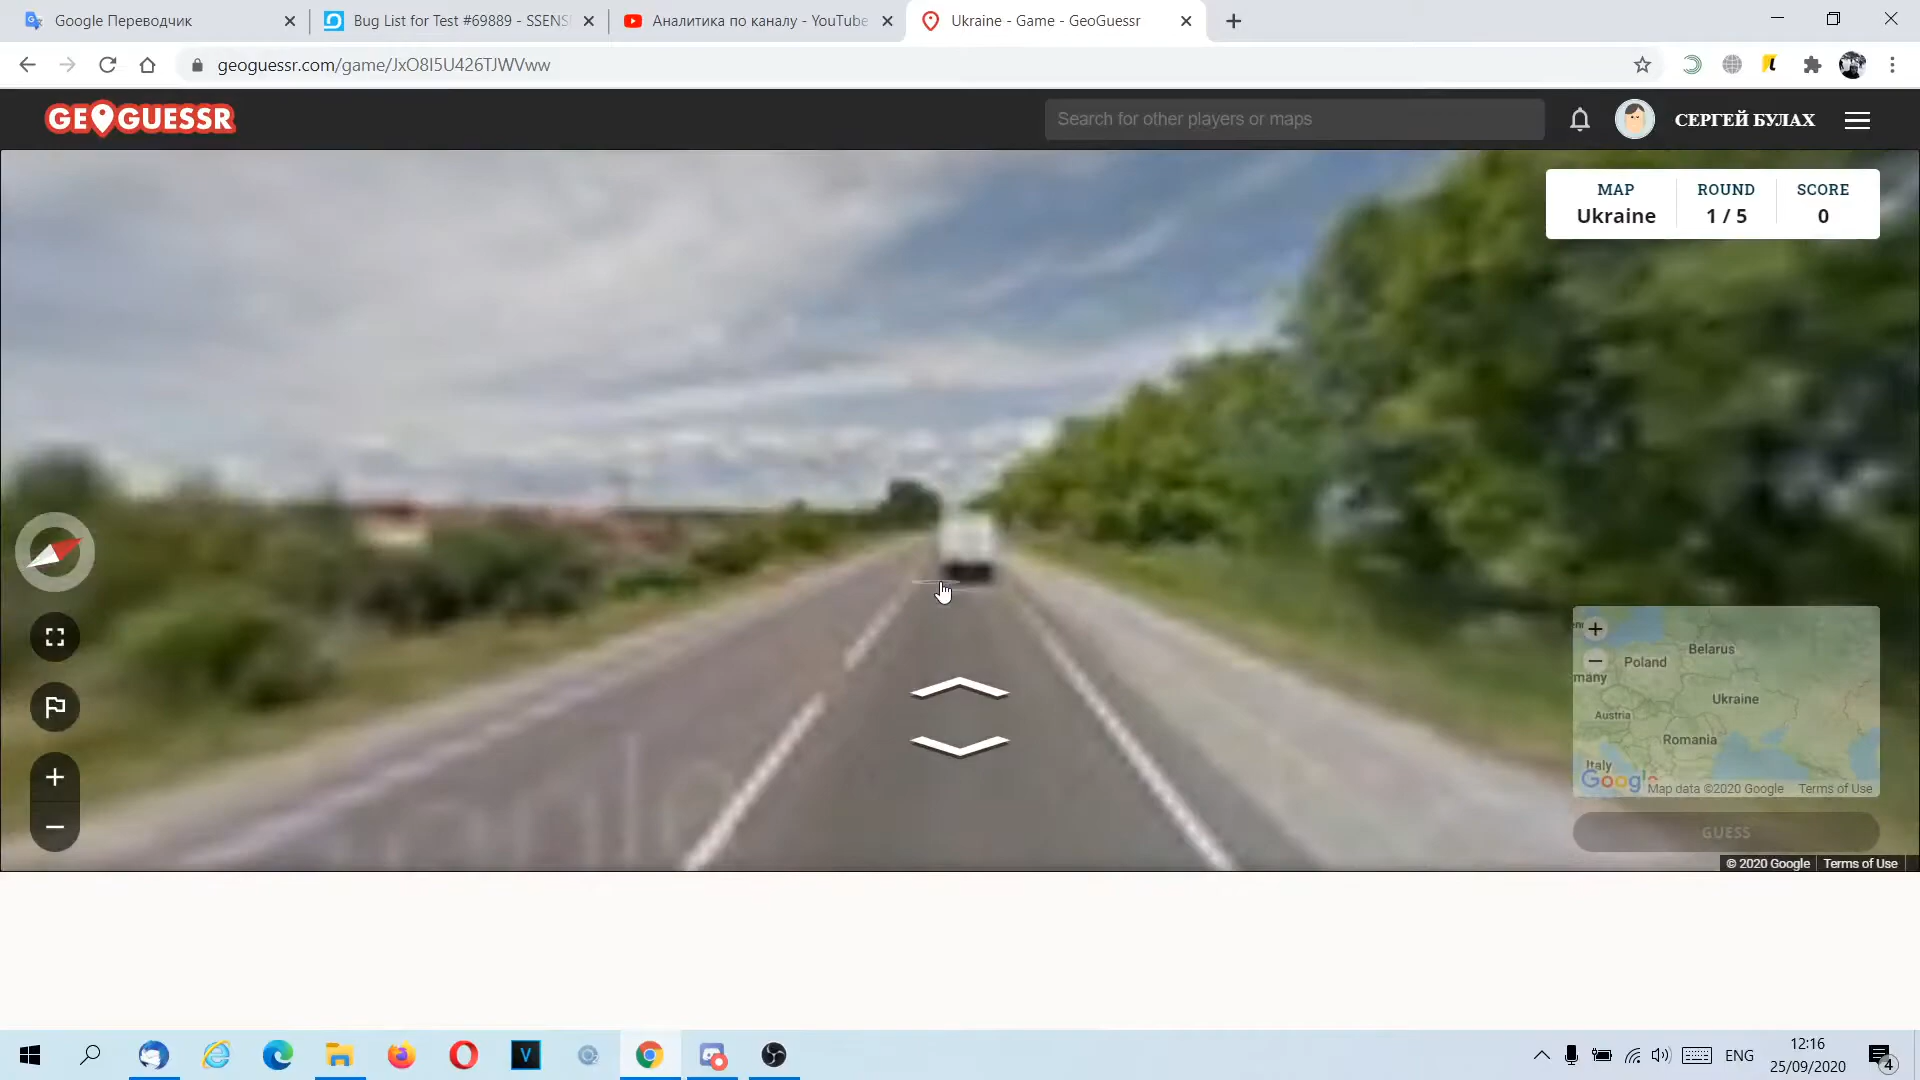 Google Переводчик
Bug List for Test #69889 - SSENS
Аналитика по каналу - YouTube
Ukraine - Game - GeoGuessr
geoguessr.com/game/JxO8I5U426TJWVww
GEOGUESSR
Search for other players or maps
СЕРГЕЙ БУЛАХ
MAP
ROUND
SCORE
Ukraine
1 / 5
0
Belarus
Poland
many
Ukraine
Austria
Romania
Italy
Google
Map data ©2020 Google
Terms of Use
GUESS
© 2020 Google
Terms of Use
ENG
12:16
25/09/2020
4